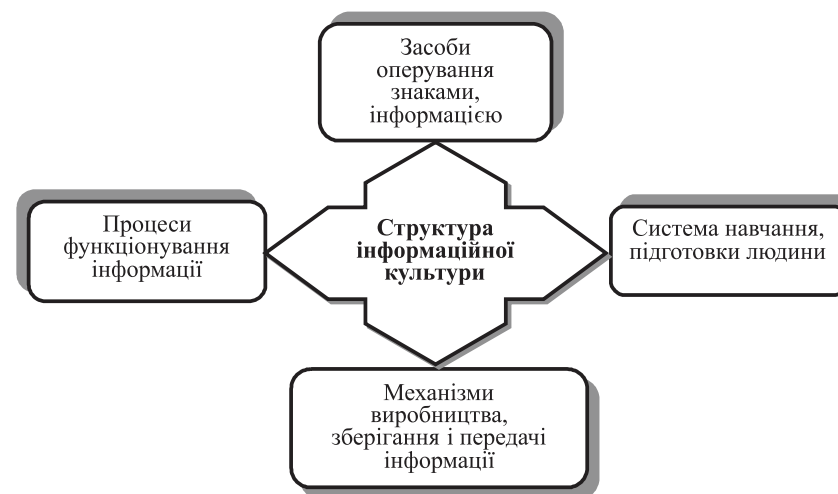 Засоби
оперування
знаками,
інформацією
Процеси
функціонування
інформації
Структура
інформаційної
культури
Система навчання,
підготовки людини
Механізми
виробництва,
зберігання і передачі
інформації